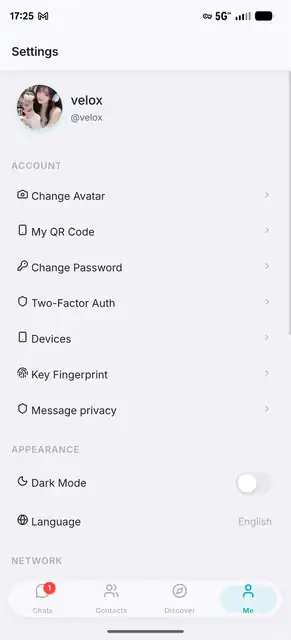 17:25 5G
Settings
velox
@velox
ACCOUNT
Change Avatar
My QR Code
Change Password
Two-Factor Auth
Devices
Key Fingerprint
Message privacy
APPEARANCE
Dark Mode
Language English
NETWORK
1
Chats Contacts Discover Me